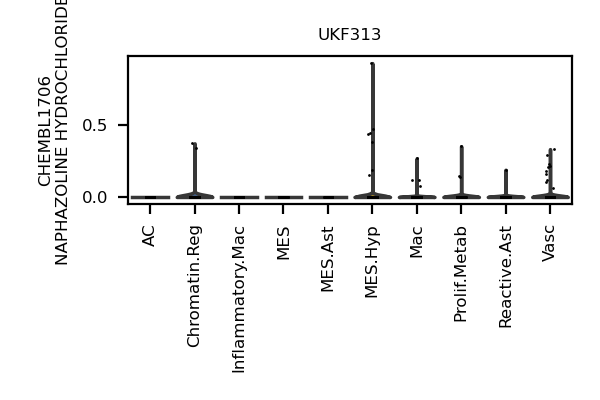 UKF313
CHEMBL1706
NAPHAZOLINE HYDROCHLORIDE
0.5
0.0
AC
Chromatin.Reg
Inflammatory.Mac
MES
MES.Ast
MES.Hyp
Mac
Prolif.Metab
Reactive.Ast
Vasc